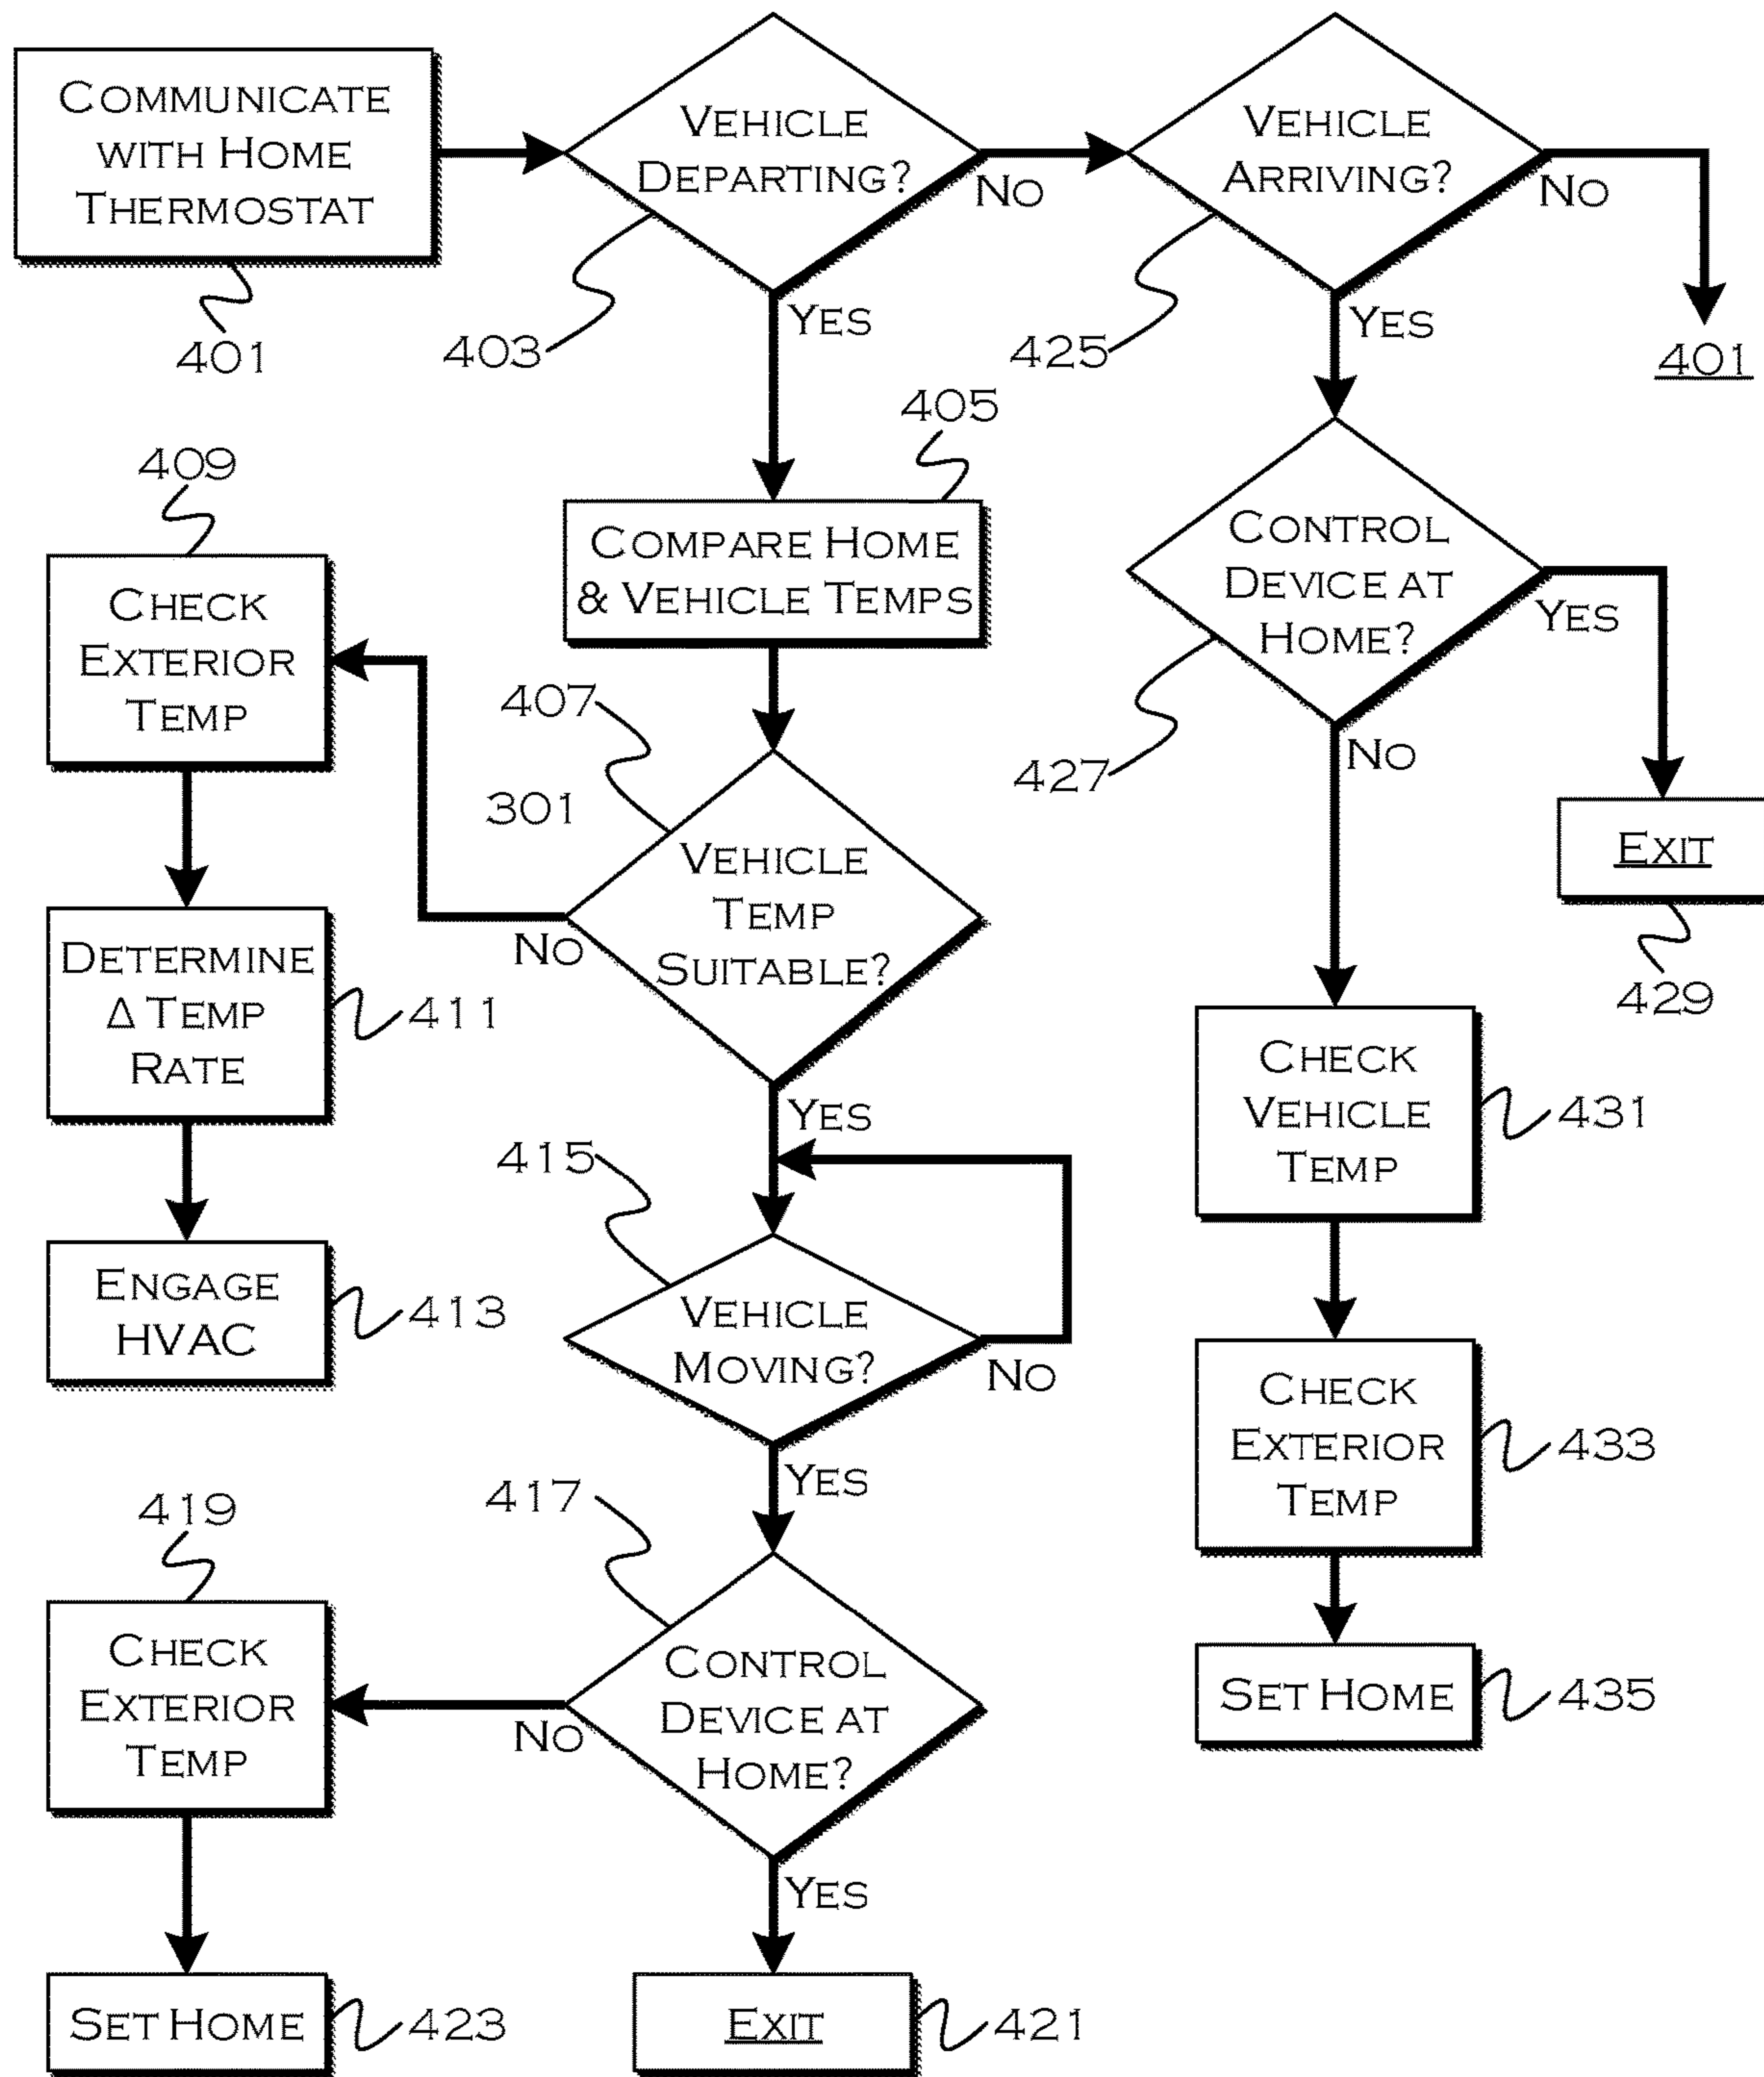 COMMUNICATE
WITH HOME
THERMOSTAT
401
VEHICLE
DEPARTING?
NO
YES
403
VEHICLE
ARRIVING?
NO
YES
425
401
405
COMPARE HOME
& VEHICLE TEMPS
409
CHECK
EXTERIOR
TEMP
407
301
VEHICLE
TEMP
SUITABLE?
NO
YES
DETERMINE
Δ TEMP
RATE
411
ENGAGE
HVAC
413
415
VEHICLE
MOVING?
NO
YES
417
CONTROL
DEVICE AT
HOME?
NO
YES
419
CHECK
EXTERIOR
TEMP
SET HOME
423
EXIT
421
CONTROL
DEVICE AT
HOME?
YES
NO
427
EXIT
429
CHECK
VEHICLE
TEMP
431
CHECK
EXTERIOR
TEMP
433
SET HOME
435